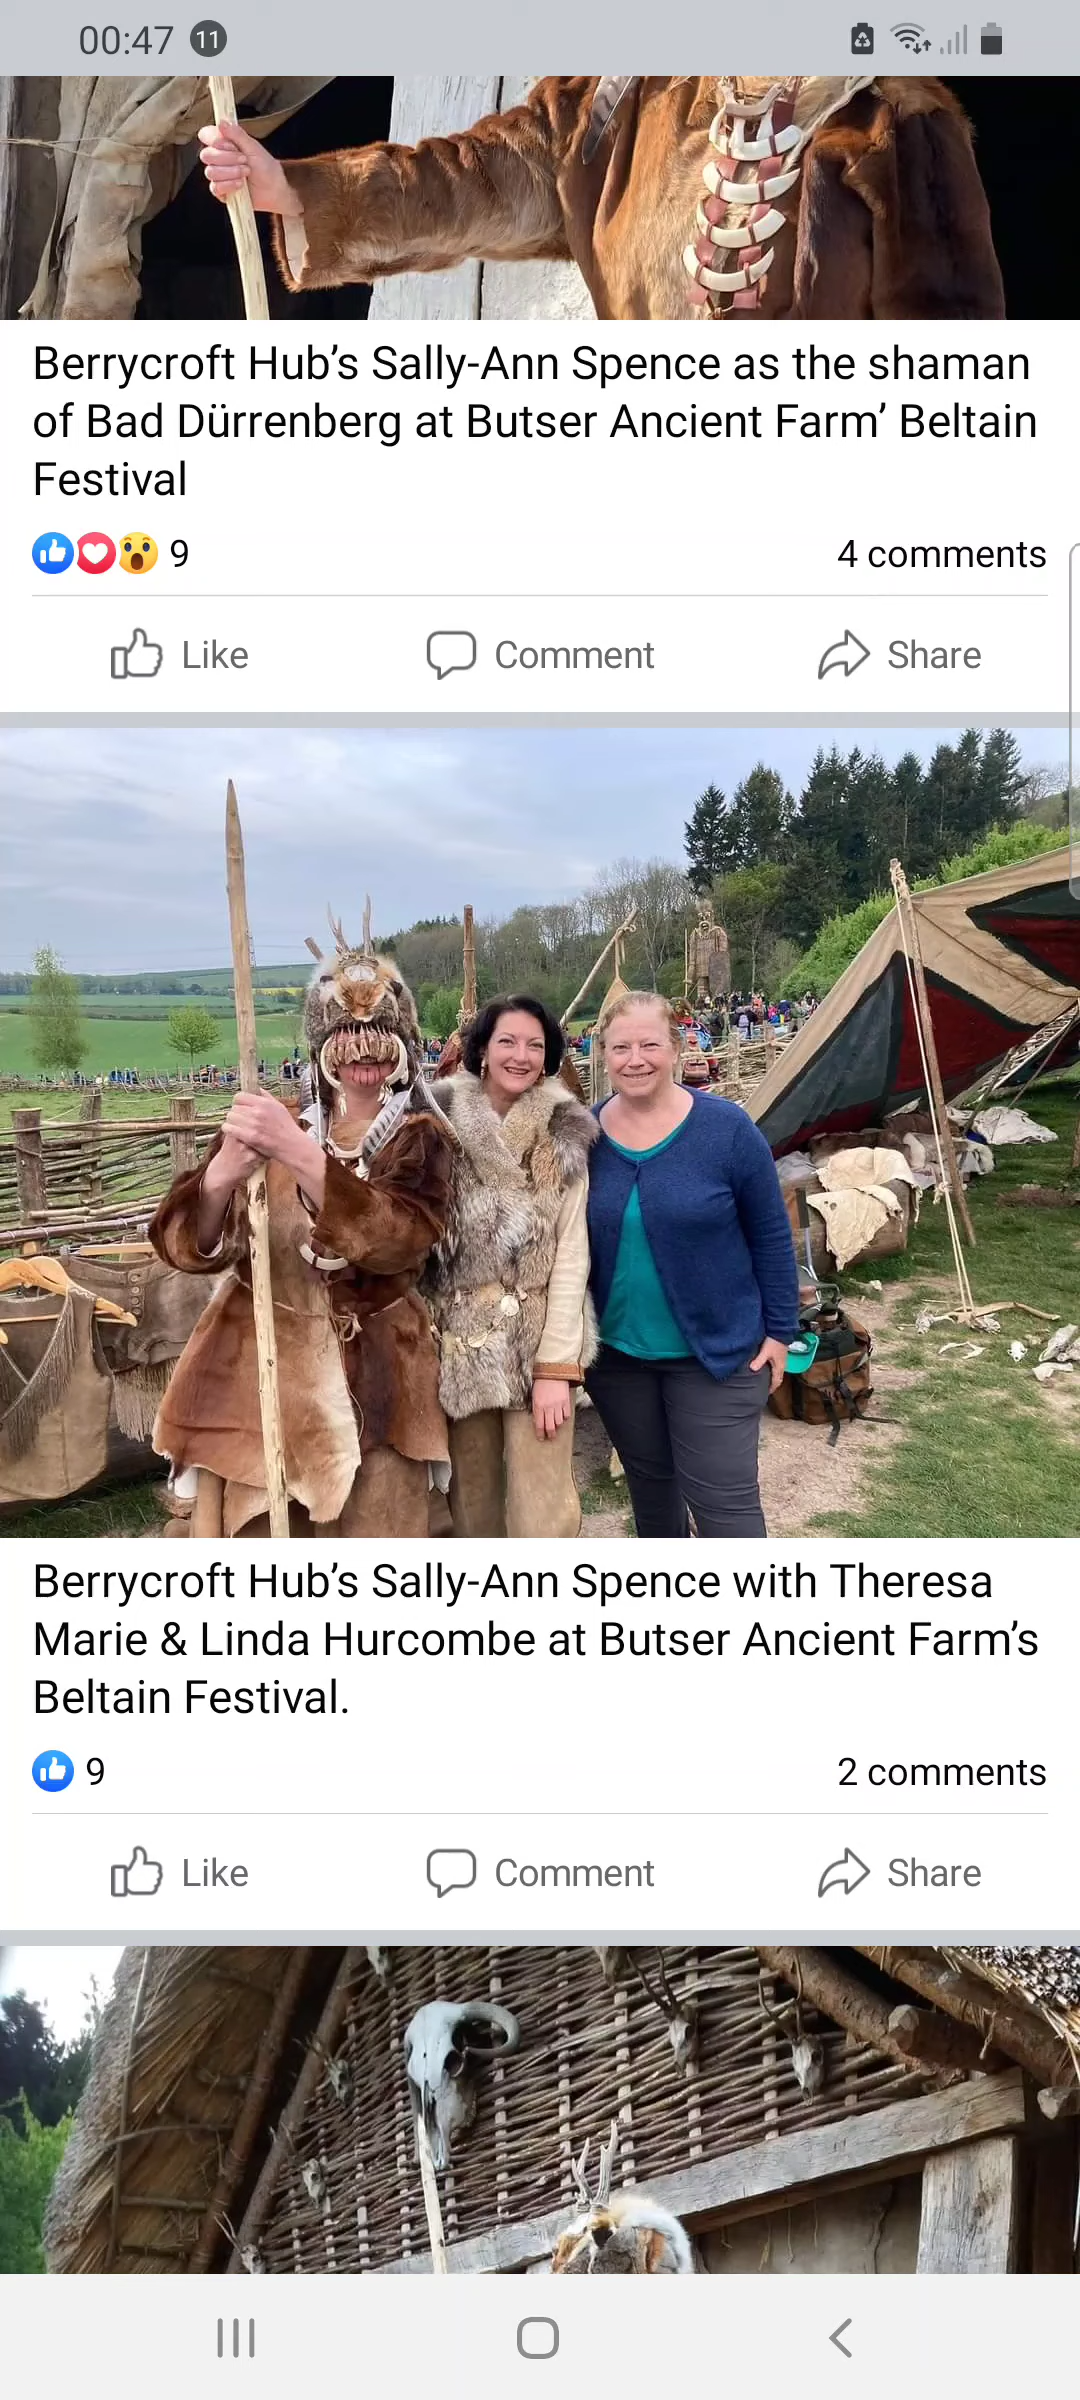 00:47 11
Berrycroft Hub’s Sally-Ann Spence as the shaman
of Bad Dürrenberg at Butser Ancient Farm’ Beltain
Festival
9 4 comments
Like Comment Share
Berrycroft Hub’s Sally-Ann Spence with Theresa
Marie & Linda Hurcombe at Butser Ancient Farm’s
Beltain Festival.
9 2 comments
Like Comment Share